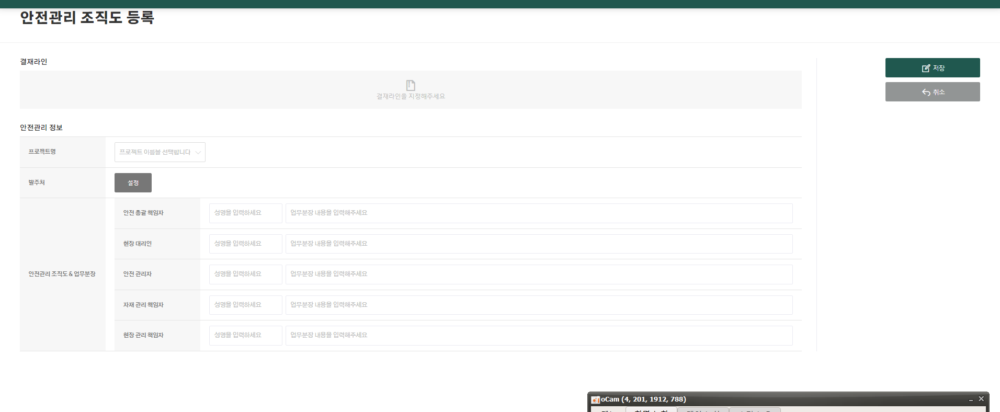 안전관리 조직도 등록
결재라인
저장
결재라인을 지정해주세요
취소
안전관리 정보
프로젝트명
프로젝트 이름을 선택합니다
발주처
설정
안전관리 조직도 & 업무분장
안전 총괄 책임자
성명을 입력하세요
업무분장 내용을 입력해주세요
현장 대리인
성명을 입력하세요
업무분장 내용을 입력해주세요
안전 관리자
성명을 입력하세요
업무분장 내용을 입력해주세요
자재 관리 책임자
성명을 입력하세요
업무분장 내용을 입력해주세요
현장 관리 책임자
성명을 입력하세요
업무분장 내용을 입력해주세요
oCam (4, 201, 1912, 788)